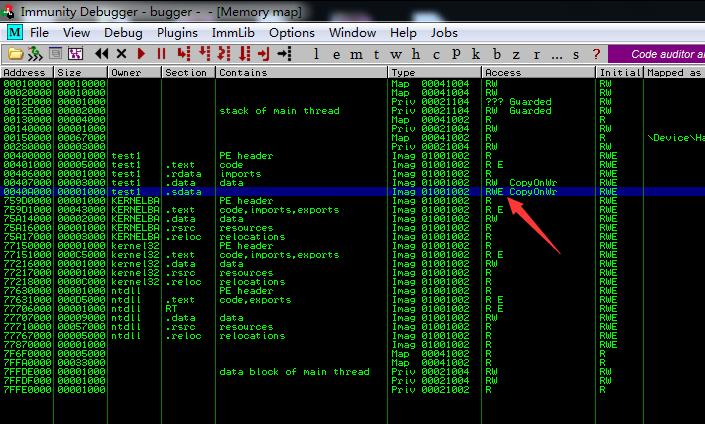 Immunity Debugger - bugger - - [Memory map]
M File View Debug Plugins ImmLib Options Window Help Jobs
l e m t w h c p k b z r ... s ? Code auditor a
Address Size Owner Section Contains Type Access Initial Mapped as
00010000 00010000 Map 00041004 RW RW
00020000 00010000 Map 00041004 RW RW
0012D000 00001000 Priv 00021104 ??? Guarded RW
0012E000 00002000 stack of main thread Priv 00021104 RW Guarded RW
00130000 00004000 Map 00041002 R R
00140000 00001000 Priv 00021004 RW RW
00150000 00067000 Map 00041002 R R \Device\Ha
00280000 00003000 Priv 00021004 RW RW
00400000 00001000 test1 PE header Imag 01001002 R RWE
00401000 00005000 test1 .text code Imag 01001002 R E RWE
00406000 00001000 test1 .rdata imports Imag 01001002 R RWE
00407000 00003000 test1 .data data Imag 01001002 RW CopyOnWr RWE
0040A000 00001000 test1 .sdata Imag 01001002 RWE CopyOnWr RWE
759D0000 00001000 KERNELBA PE header Imag 01001002 R RWE
759D1000 00043000 KERNELBA .text code,imports,exports Imag 01001002 R E RWE
75A14000 00002000 KERNELBA .data data Imag 01001002 RW RWE
75A16000 00001000 KERNELBA .rsrc resources Imag 01001002 R RWE
75A17000 00003000 KERNELBA .reloc relocations Imag 01001002 R RWE
77150000 00001000 kernel32 PE header Imag 01001002 R RWE
77151000 000C5000 kernel32 .text code,imports,exports Imag 01001002 R E RWE
77216000 00001000 kernel32 .data data Imag 01001002 RW RWE
77217000 00001000 kernel32 .rsrc resources Imag 01001002 R RWE
77218000 0000C000 kernel32 .reloc relocations Imag 01001002 R RWE
77630000 00001000 ntdll PE header Imag 01001002 R RWE
77631000 000D5000 ntdll .text code,exports Imag 01001002 R E RWE
77706000 00001000 ntdll RT Imag 01001002 R E RWE
77707000 00009000 ntdll .data data Imag 01001002 RW RWE
77710000 00057000 ntdll .rsrc resources Imag 01001002 R RWE
77767000 00005000 ntdll .reloc relocations Imag 01001002 R RWE
77870000 00001000 Imag 01001002 R RWE
7F6F0000 00005000 Map 00041002 R R
7FFA0000 00033000 Map 00041002 R R
7FFDE000 00001000 data block of main thread Priv 00021004 RW RW
7FFDF000 00001000 Priv 00021004 RW RW
7FFE0000 00001000 Priv 00021002 R R